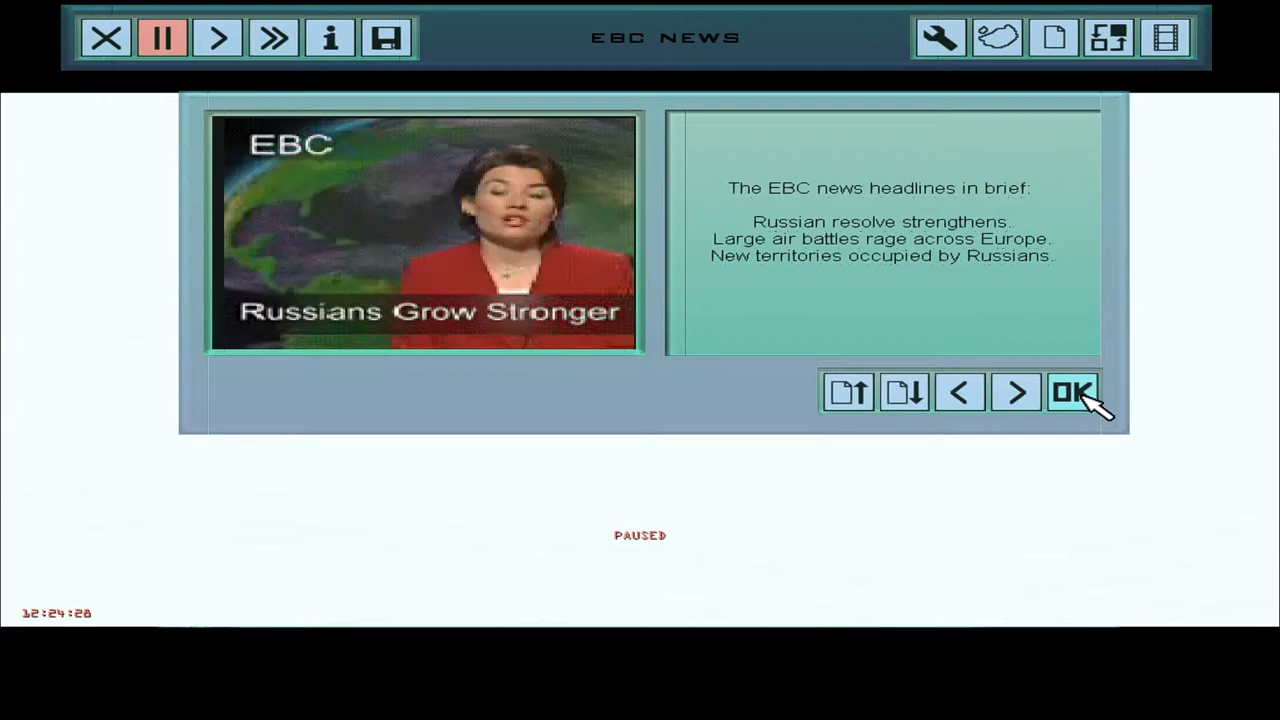 EBC NEWS
EBC
Russians Grow Stronger
The EBC news headlines in brief:
Russian resolve strengthens.
Large air battles rage across Europe.
New territories occupied by Russians.
OK
PAUSED
12:24:28